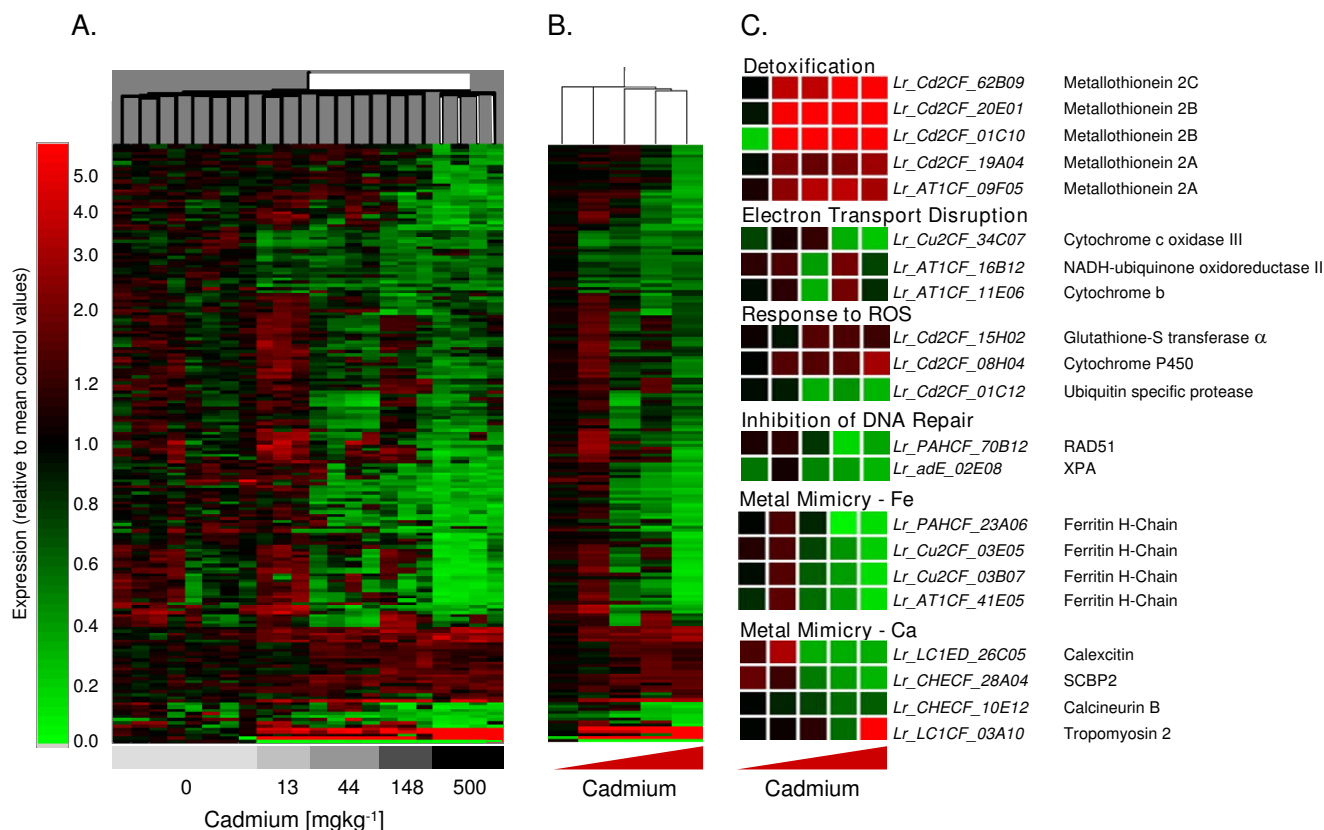 A.
B.
C.
Expression (relative to mean control values)
5.0
4.0
3.0
2.0
1.2
1.0
0.8
0.6
0.4
0.2
0.0
0
13
44
148
500
Cadmium [mgkg⁻¹]
Cadmium
Detoxification
Lr_Cd2CF_62B09 Metallothionein 2C
Lr_Cd2CF_20E01 Metallothionein 2B
Lr_Cd2CF_01C10 Metallothionein 2B
Lr_Cd2CF_19A04 Metallothionein 2A
Lr_AT1CF_09F05 Metallothionein 2A
Electron Transport Disruption
Lr_Cu2CF_34C07 Cytochrome c oxidase III
Lr_AT1CF_16B12 NADH-ubiquinone oxidoreductase II
Lr_AT1CF_11E06 Cytochrome b
Response to ROS
Lr_Cd2CF_15H02 Glutathione-S transferase α
Lr_Cd2CF_08H04 Cytochrome P450
Lr_Cd2CF_01C12 Ubiquitin specific protease
Inhibition of DNA Repair
Lr_PAHCF_70B12 RAD51
Lr_adE_02E08 XPA
Metal Mimicry - Fe
Lr_PAHCF_23A06 Ferritin H-Chain
Lr_Cu2CF_03E05 Ferritin H-Chain
Lr_Cu2CF_03B07 Ferritin H-Chain
Lr_AT1CF_41E05 Ferritin H-Chain
Metal Mimicry - Ca
Lr_LC1ED_26C05 Calexcitin
Lr_CHECF_28A04 SCBP2
Lr_CHECF_10E12 Calcineurin B
Lr_LC1CF_03A10 Tropomyosin 2
Cadmium